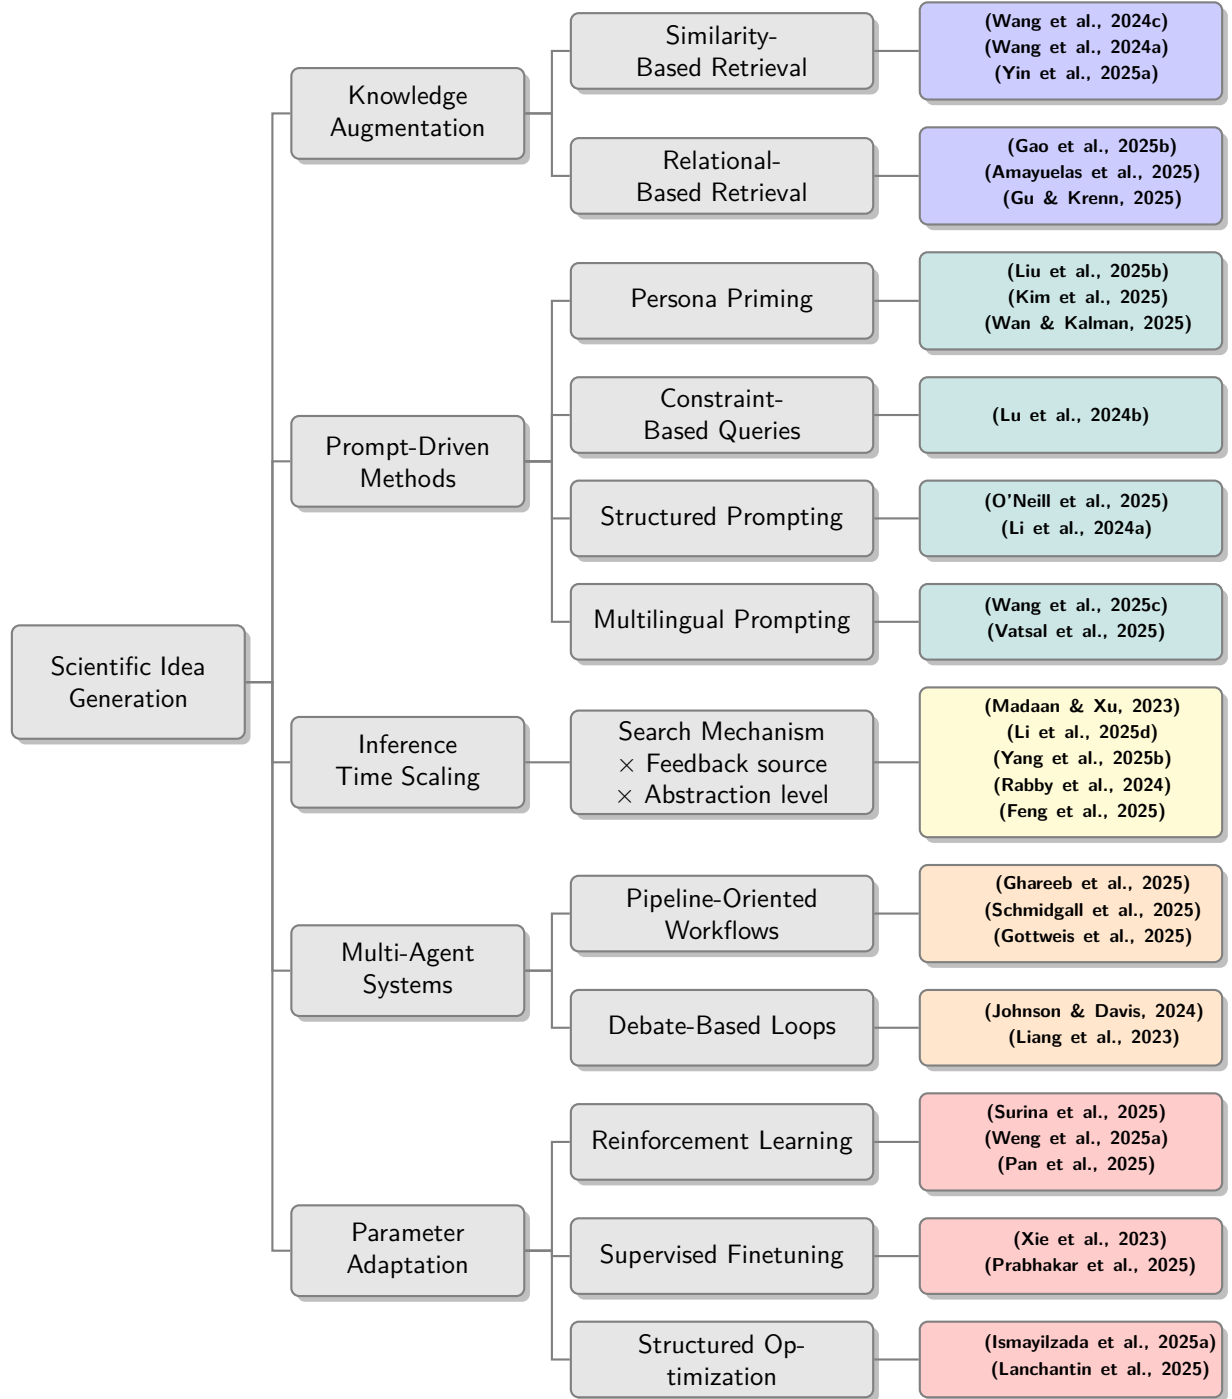 Scientific Idea
Generation
Knowledge
Augmentation
Similarity-
Based Retrieval
(Wang et al., 2024c)
(Wang et al., 2024a)
(Yin et al., 2025a)
Relational-
Based Retrieval
(Gao et al., 2025b)
(Amayuelas et al., 2025)
(Gu & Krenn, 2025)
Prompt-Driven
Methods
Persona Priming
(Liu et al., 2025b)
(Kim et al., 2025)
(Wan & Kalman, 2025)
Constraint-
Based Queries
(Lu et al., 2024b)
Structured Prompting
(O'Neill et al., 2025)
(Li et al., 2024a)
Multilingual Prompting
(Wang et al., 2025c)
(Vatsal et al., 2025)
Inference
Time Scaling
Search Mechanism
× Feedback source
× Abstraction level
(Madaan & Xu, 2023)
(Li et al., 2025d)
(Yang et al., 2025b)
(Rabby et al., 2024)
(Feng et al., 2025)
Multi-Agent
Systems
Pipeline-Oriented
Workflows
(Ghareeb et al., 2025)
(Schmidgall et al., 2025)
(Gottweis et al., 2025)
Debate-Based Loops
(Johnson & Davis, 2024)
(Liang et al., 2023)
Parameter
Adaptation
Reinforcement Learning
(Surina et al., 2025)
(Weng et al., 2025a)
(Pan et al., 2025)
Supervised Finetuning
(Xie et al., 2023)
(Prabhakar et al., 2025)
Structured Op-
timization
(Ismayilzada et al., 2025a)
(Lanchantin et al., 2025)